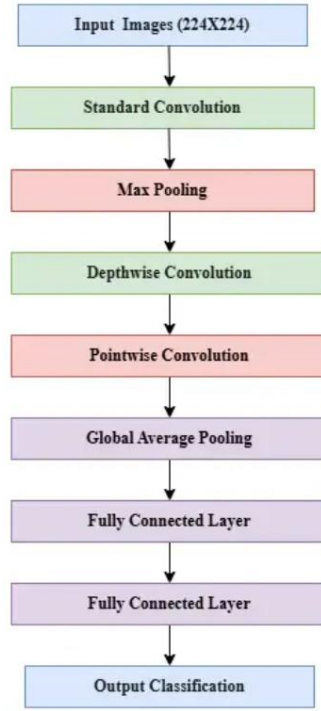 Input Images (224X224)
Standard Convolution
Max Pooling
Depthwise Convolution
Pointwise Convolution
Global Average Pooling
Fully Connected Layer
Fully Connected Layer
Output Classification